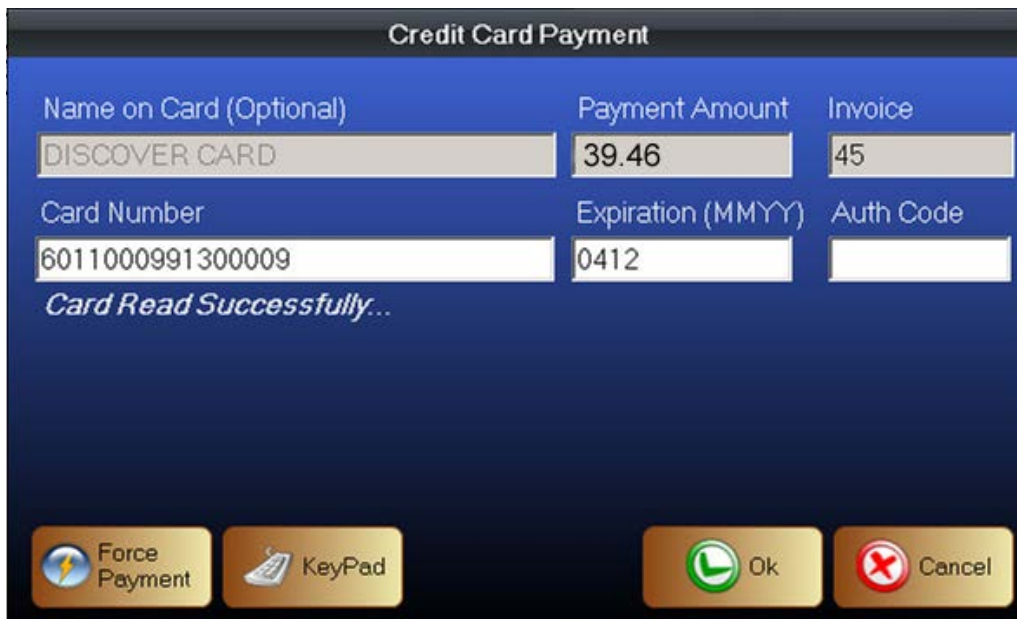 Credit Card Payment
Name on Card (Optional) Payment Amount Invoice
DISCOVER CARD 39.46 45
Card Number Expiration (MMYY) Auth Code
6011000991300009 0412
Card Read Successfully...
Force Payment KeyPad Ok Cancel